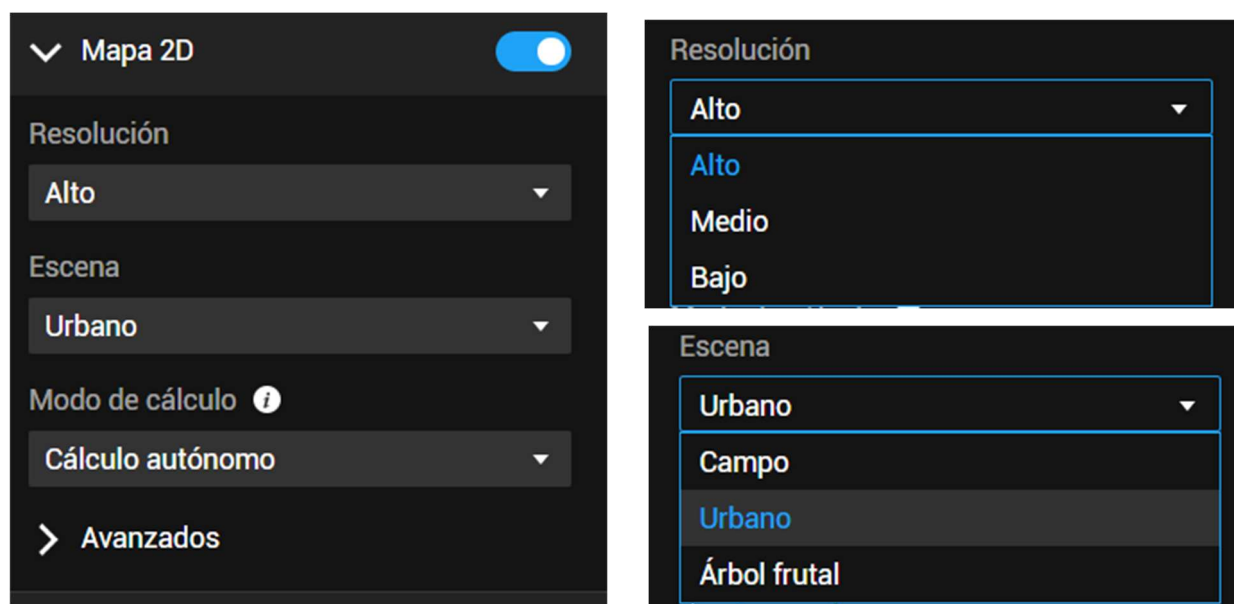 Mapa 2D
Resolución
Alto
Escena
Urbano
Modo de cálculo
Cálculo autónomo
Avanzados
Resolución
Alto
Alto
Medio
Bajo
Escena
Urbano
Campo
Urbano
Árbol frutal